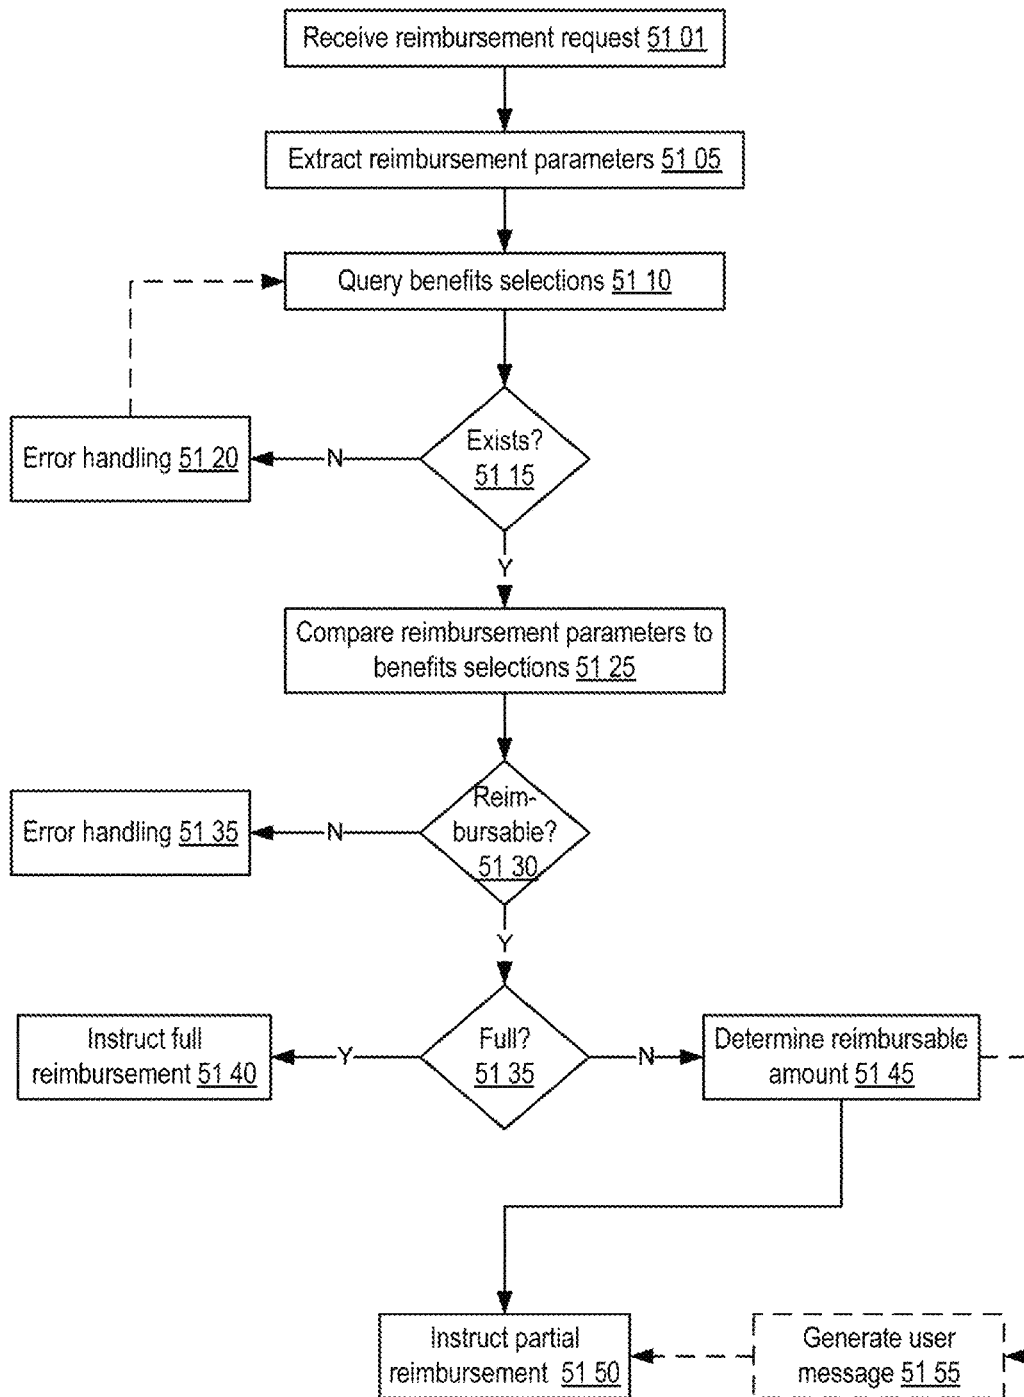 Receive reimbursement request 51 01
Extract reimbursement parameters 51 05
Query benefits selections 51 10
Exists?
51 15
N
Error handling 51 20
Y
Compare reimbursement parameters to
benefits selections 51 25
Reim-
bursable?
51 30
N
Error handling 51 35
Y
Full?
51 35
Y
Instruct full
reimbursement 51 40
N
Determine reimbursable
amount 51 45
Instruct partial
reimbursement 51 50
Generate user
message 51 55